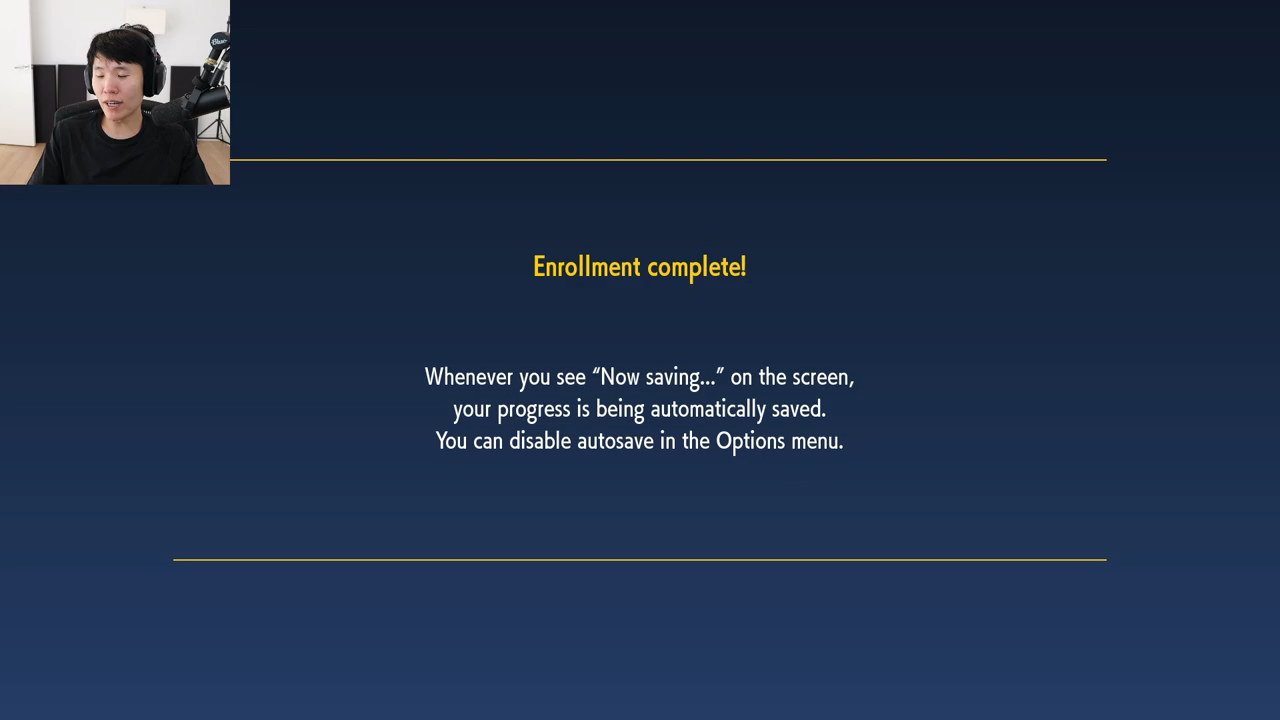 Enrollment complete!
Whenever you see “Now saving...” on the screen,
your progress is being automatically saved.
You can disable autosave in the Options menu.